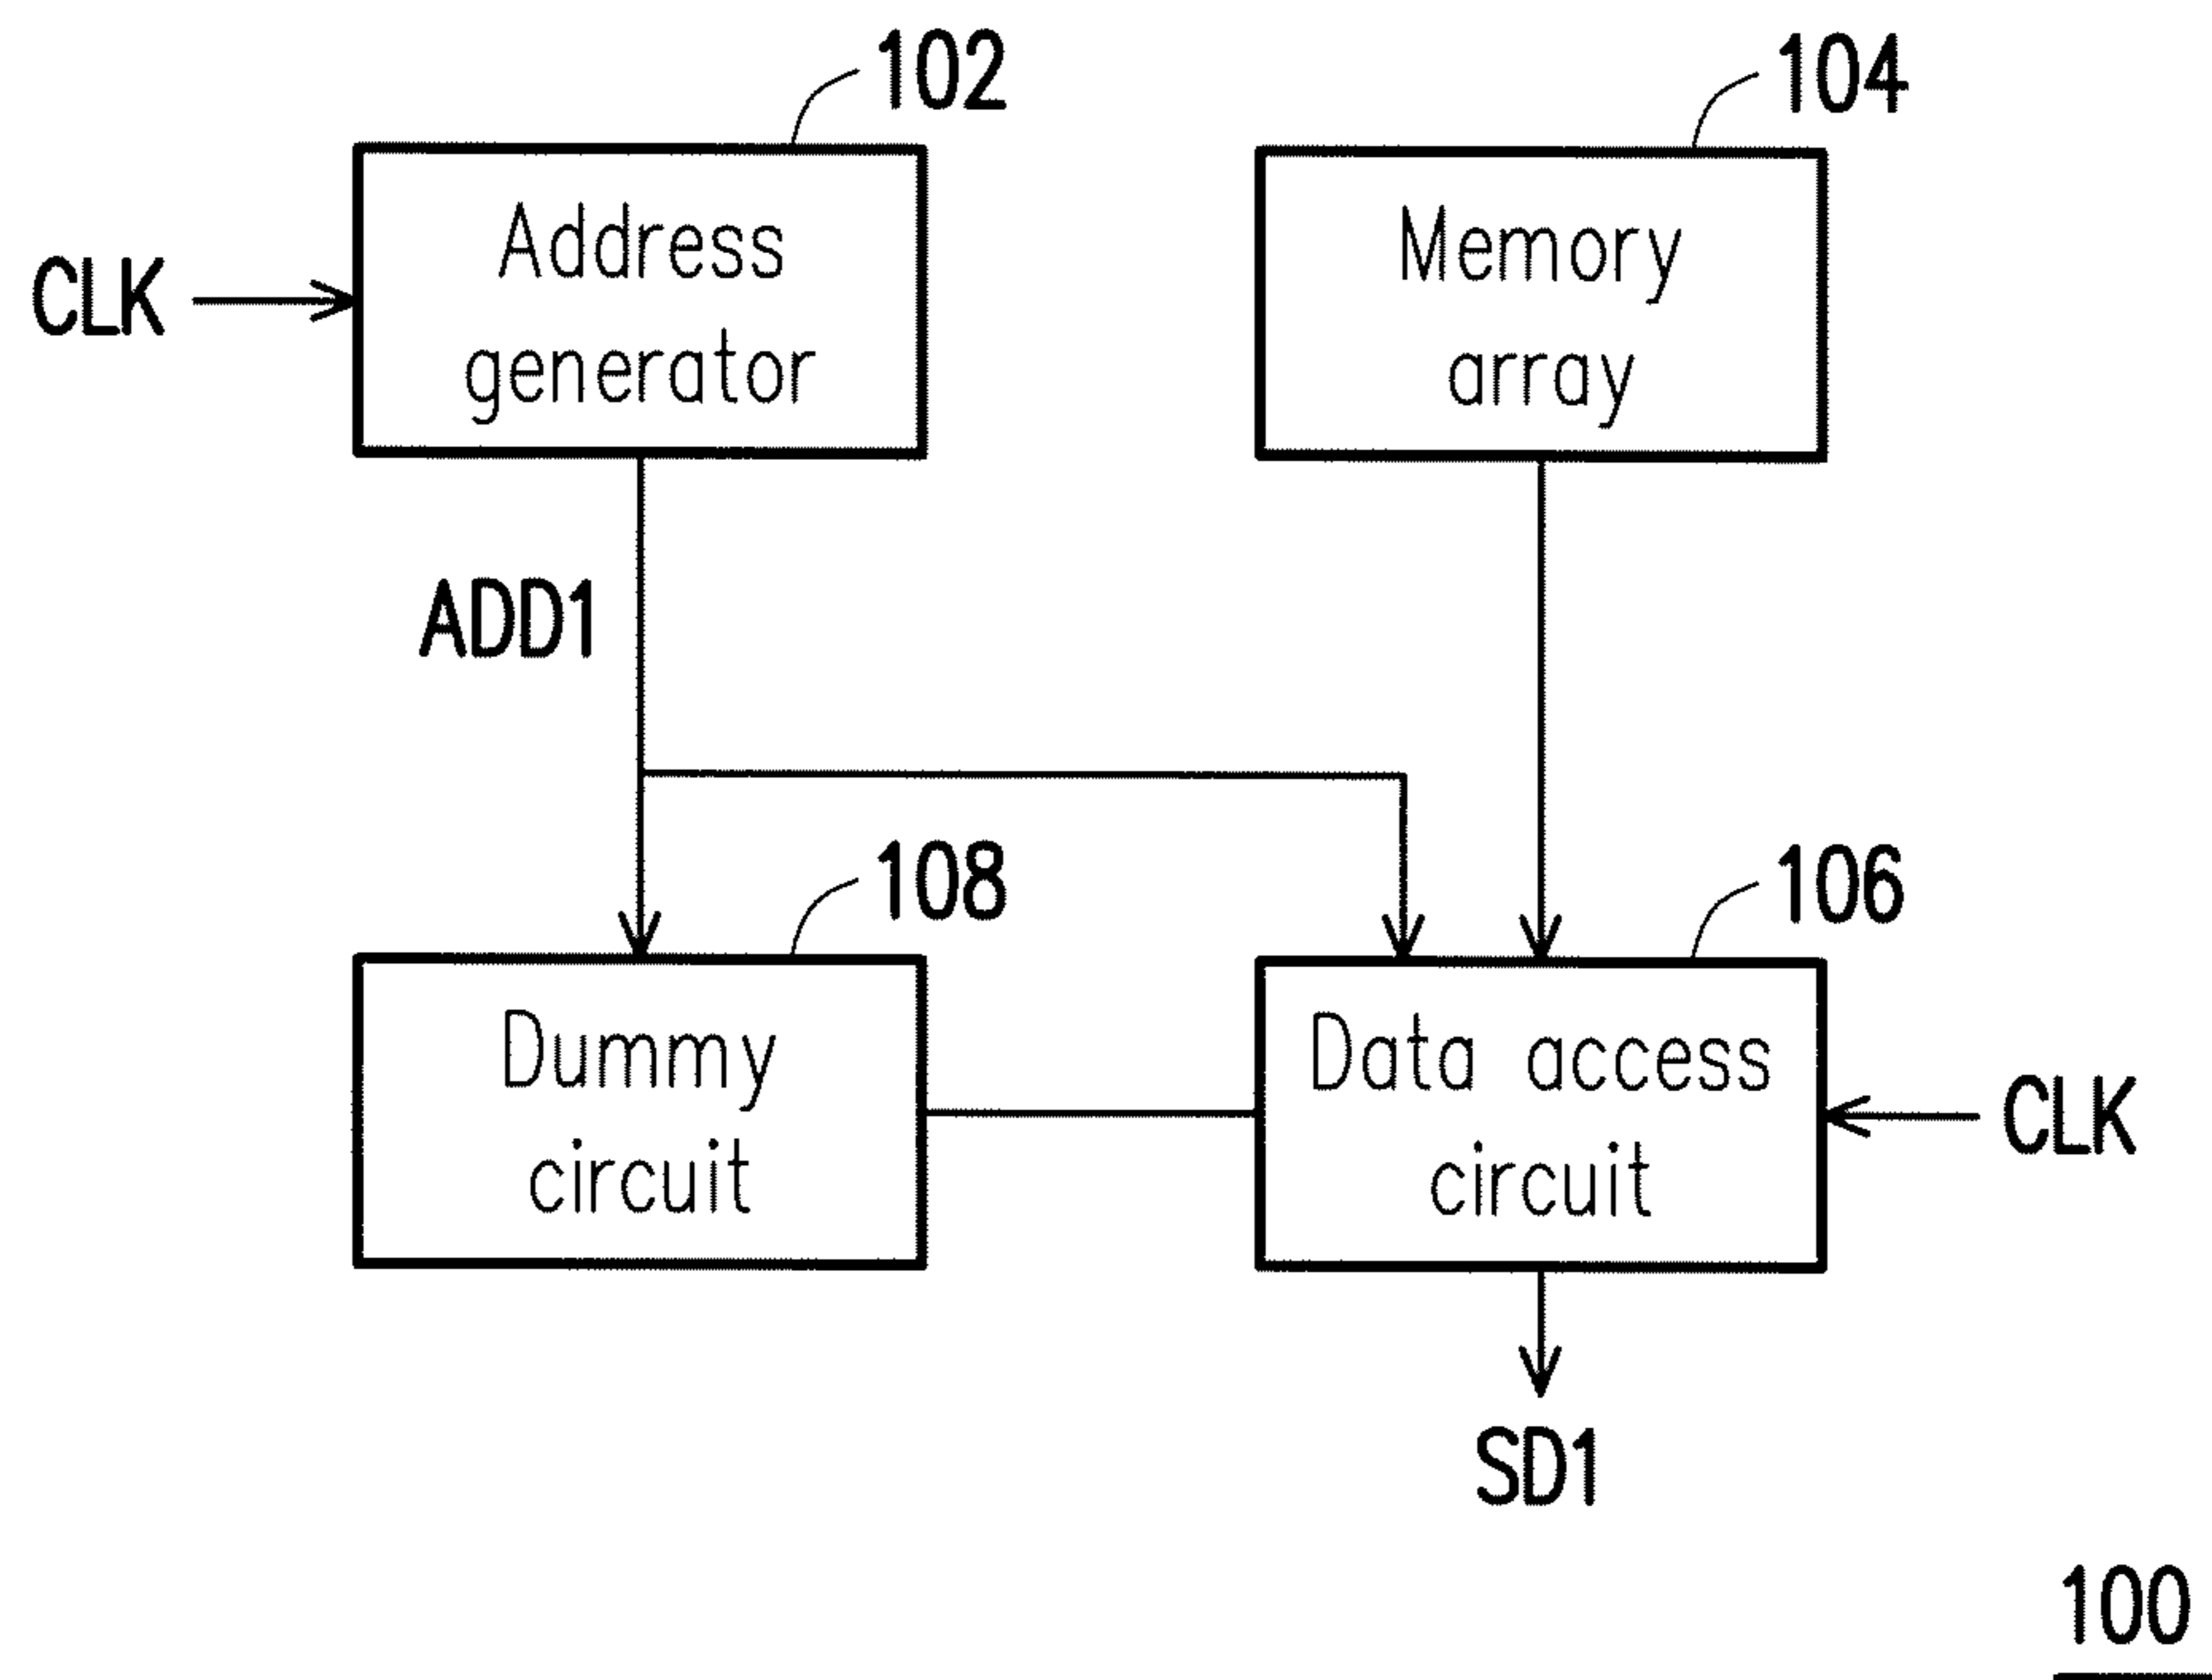 102
104
CLK
Address
generator
Memory
array
ADD1
108
106
Dummy
circuit
Data access
circuit
CLK
SD1
100